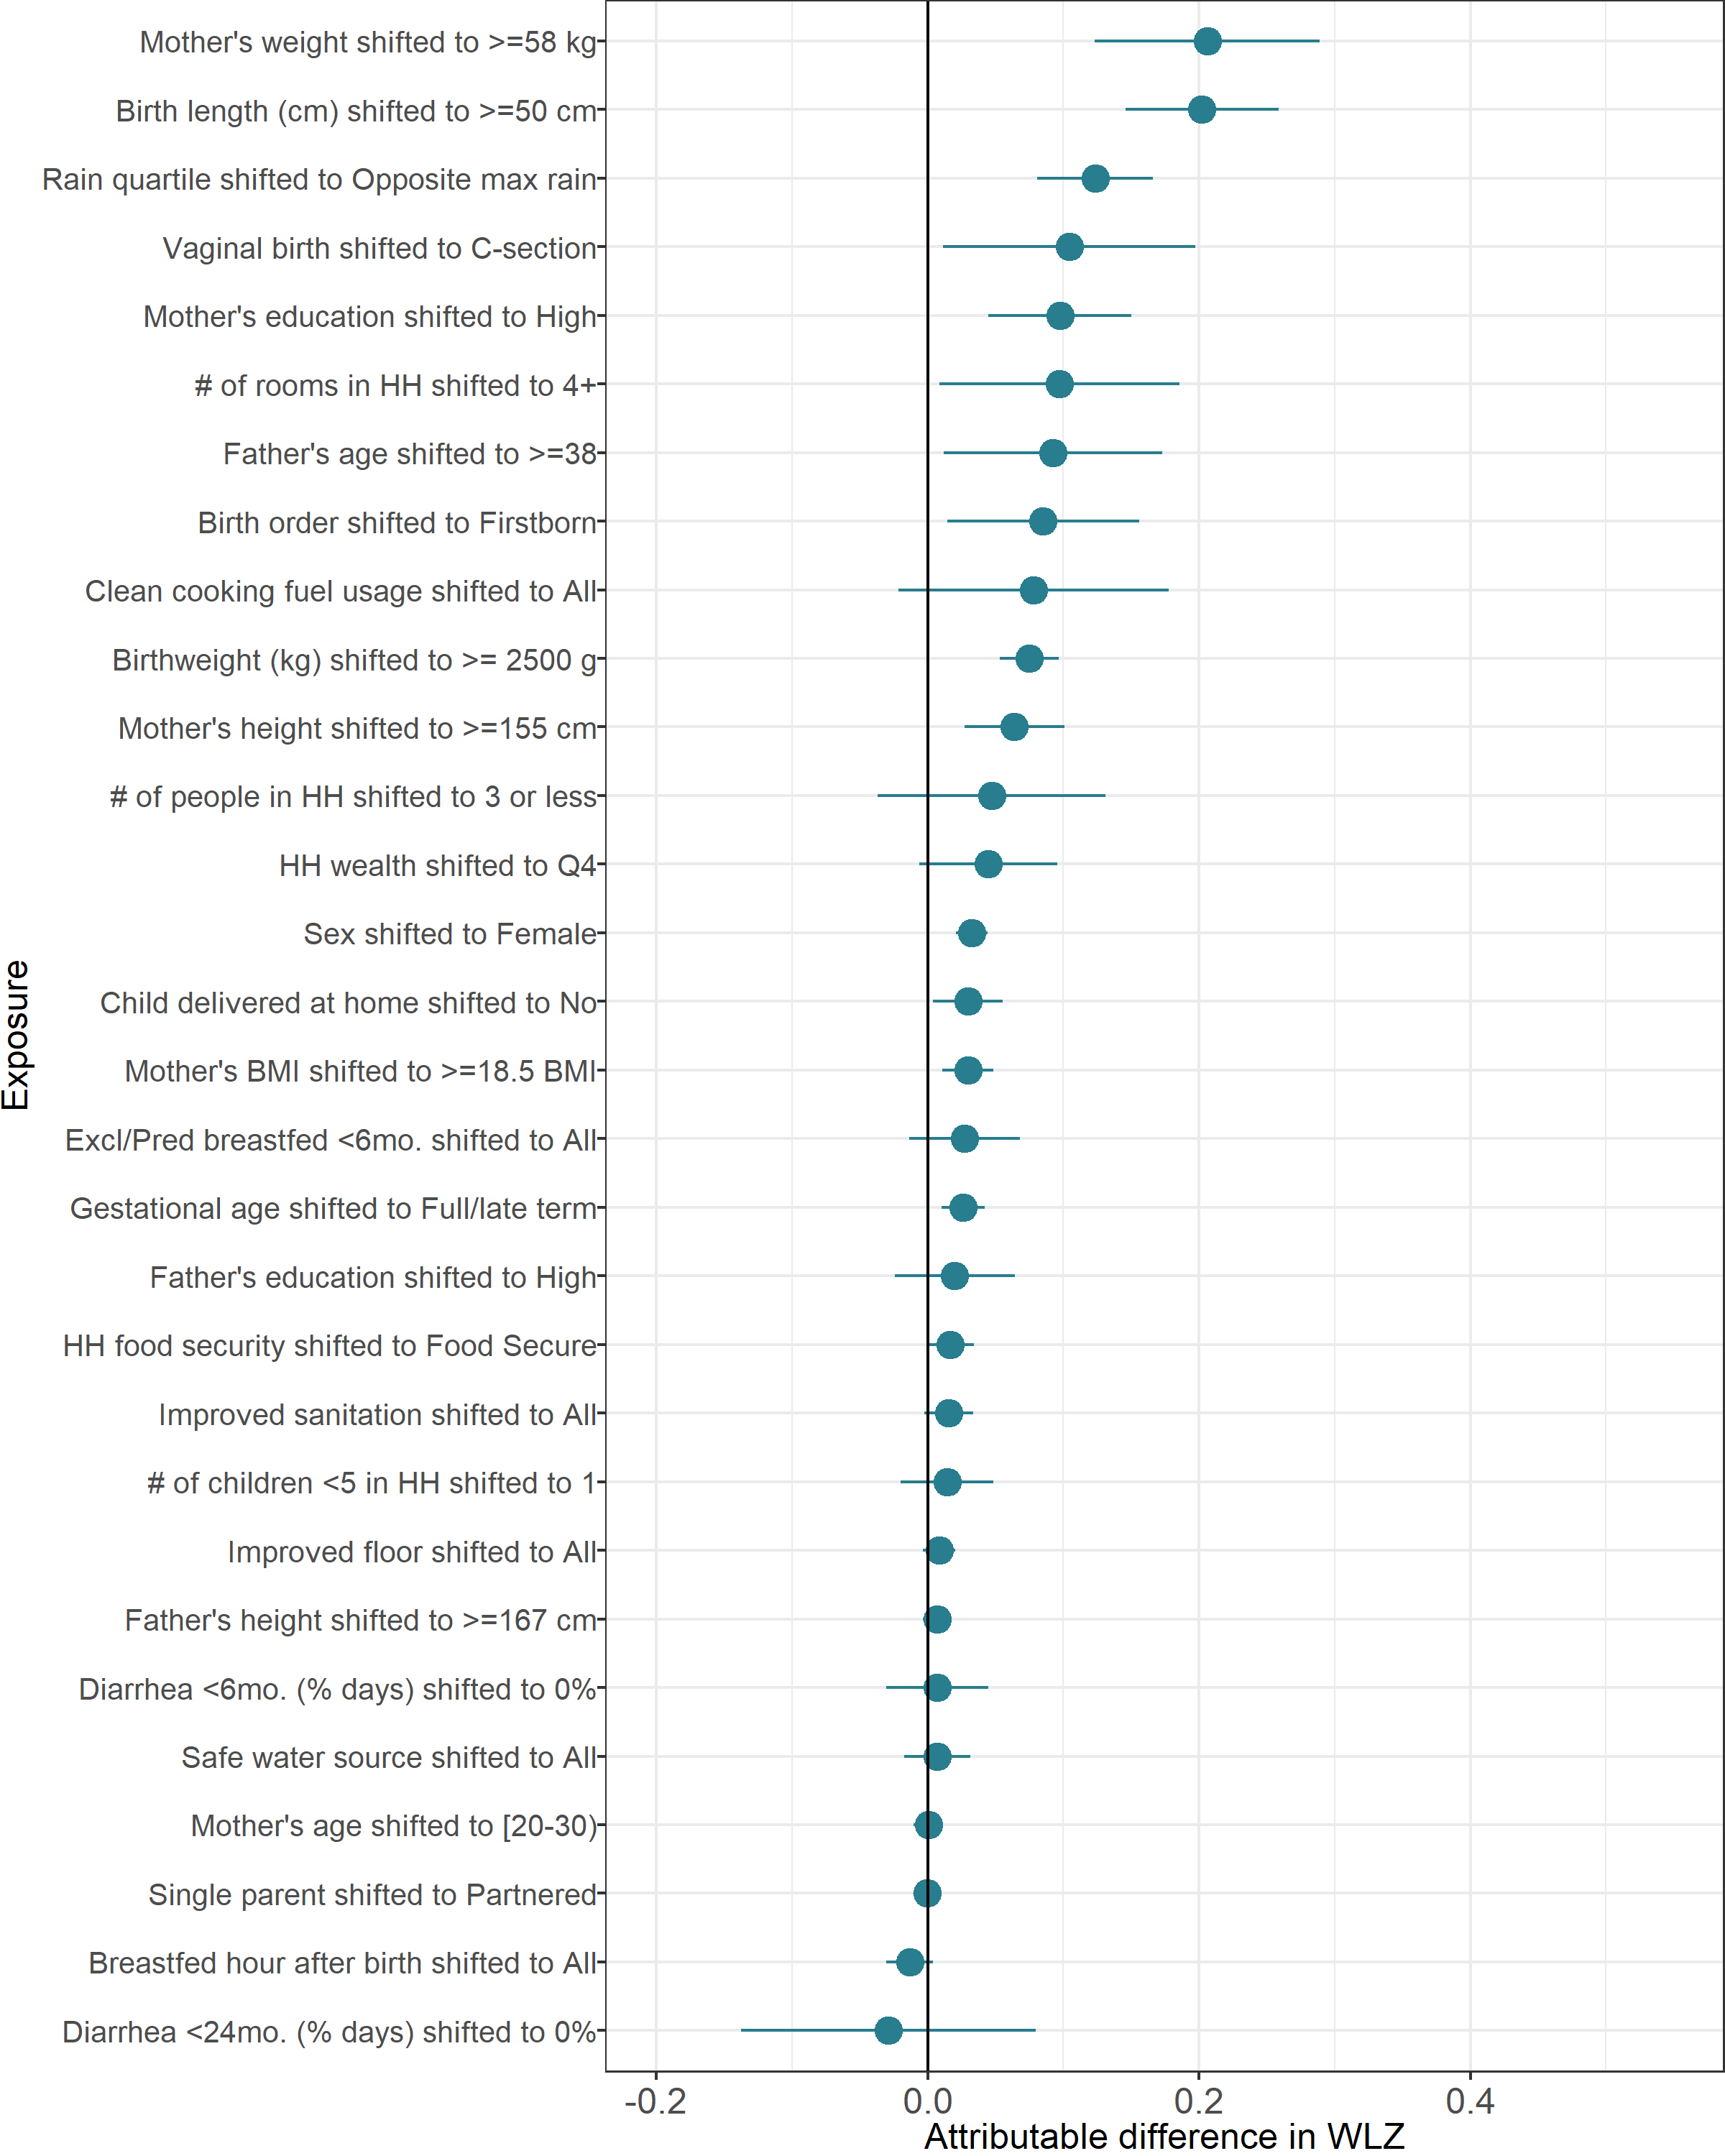 Mother's weight shifted to >=58 kg
Birth length (cm) shifted to >=50 cm
Rain quartile shifted to Opposite max rain
Vaginal birth shifted to C-section
Mother's education shifted to High
# of rooms in HH shifted to 4+
Father's age shifted to >=38
Birth order shifted to Firstborn
Clean cooking fuel usage shifted to All
Birthweight (kg) shifted to >= 2500 g
Mother's height shifted to >=155 cm
# of people in HH shifted to 3 or less
HH wealth shifted to Q4
Sex shifted to Female
Child delivered at home shifted to No
Mother's BMI shifted to >=18.5 BMI
Excl/Pred breastfed <6mo. shifted to All
Gestational age shifted to Full/late term
Father's education shifted to High
HH food security shifted to Food Secure
Improved sanitation shifted to All
# of children <5 in HH shifted to 1
Improved floor shifted to All
Father's height shifted to >=167 cm
Diarrhea <6mo. (% days) shifted to 0%
Safe water source shifted to All
Mother's age shifted to [20-30)
Single parent shifted to Partnered
Breastfed hour after birth shifted to All
Diarrhea <24mo. (% days) shifted to 0%
Exposure
-0.2 0.0 0.2 0.4
Attributable difference in WLZ